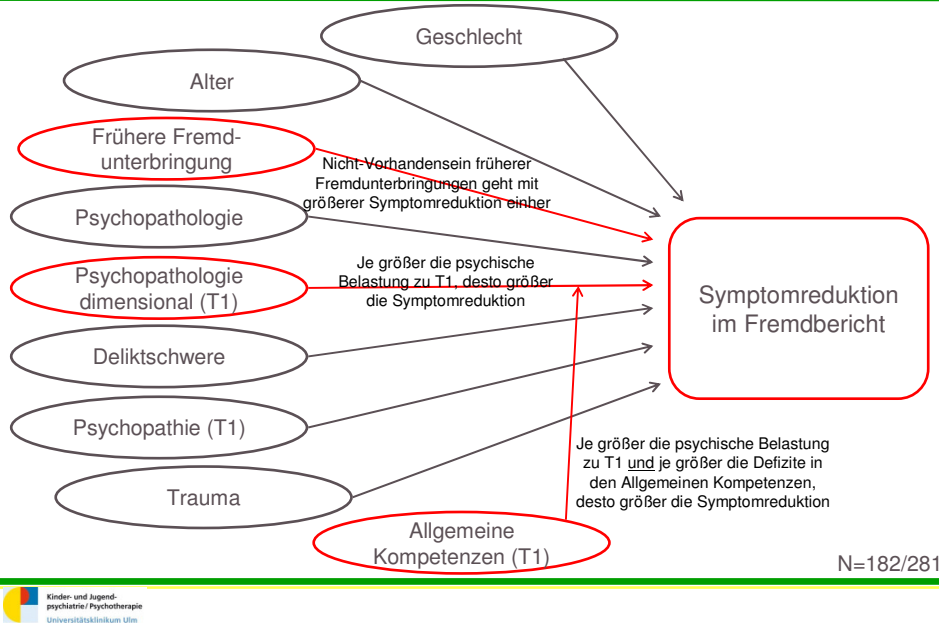 Geschlecht
Alter
Frühere Fremd-
unterbringung
Nicht-Vorhandensein früherer
Fremdunterbringungen geht mit
größerer Symptomreduktion einher
Psychopathologie
Je größer die psychische
Belastung zu T1, desto größer
die Symptomreduktion
Psychopathologie
dimensional (T1)
Symptomreduktion
im Fremdbericht
Deliktschwere
Psychopathie (T1)
Je größer die psychische Belastung
zu T1 und je größer die Defizite in
den Allgemeinen Kompetenzen,
desto größer die Symptomreduktion
Trauma
Allgemeine
Kompetenzen (T1)
N=182/281
Kinder- und Jugend-
psychiatrie/Psychotherapie
Universitätsklinikum Ulm